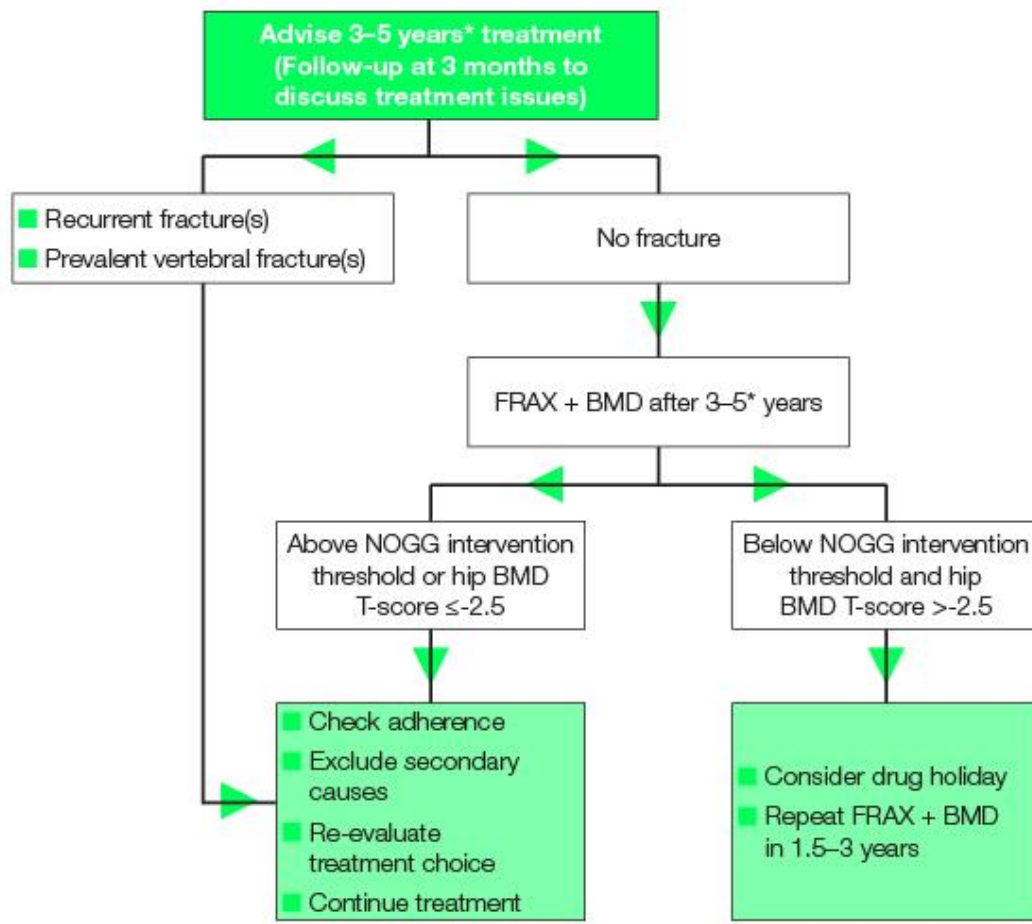 Advise 3–5 years* treatment
(Follow-up at 3 months to
discuss treatment issues)
Recurrent fracture(s)
Prevalent vertebral fracture(s)
No fracture
FRAX + BMD after 3–5* years
Above NOGG intervention
threshold or hip BMD
T-score ≤-2.5
Below NOGG intervention
threshold and hip
BMD T-score >-2.5
Check adherence
Exclude secondary
causes
Re-evaluate
treatment choice
Continue treatment
Consider drug holiday
Repeat FRAX + BMD
in 1.5–3 years